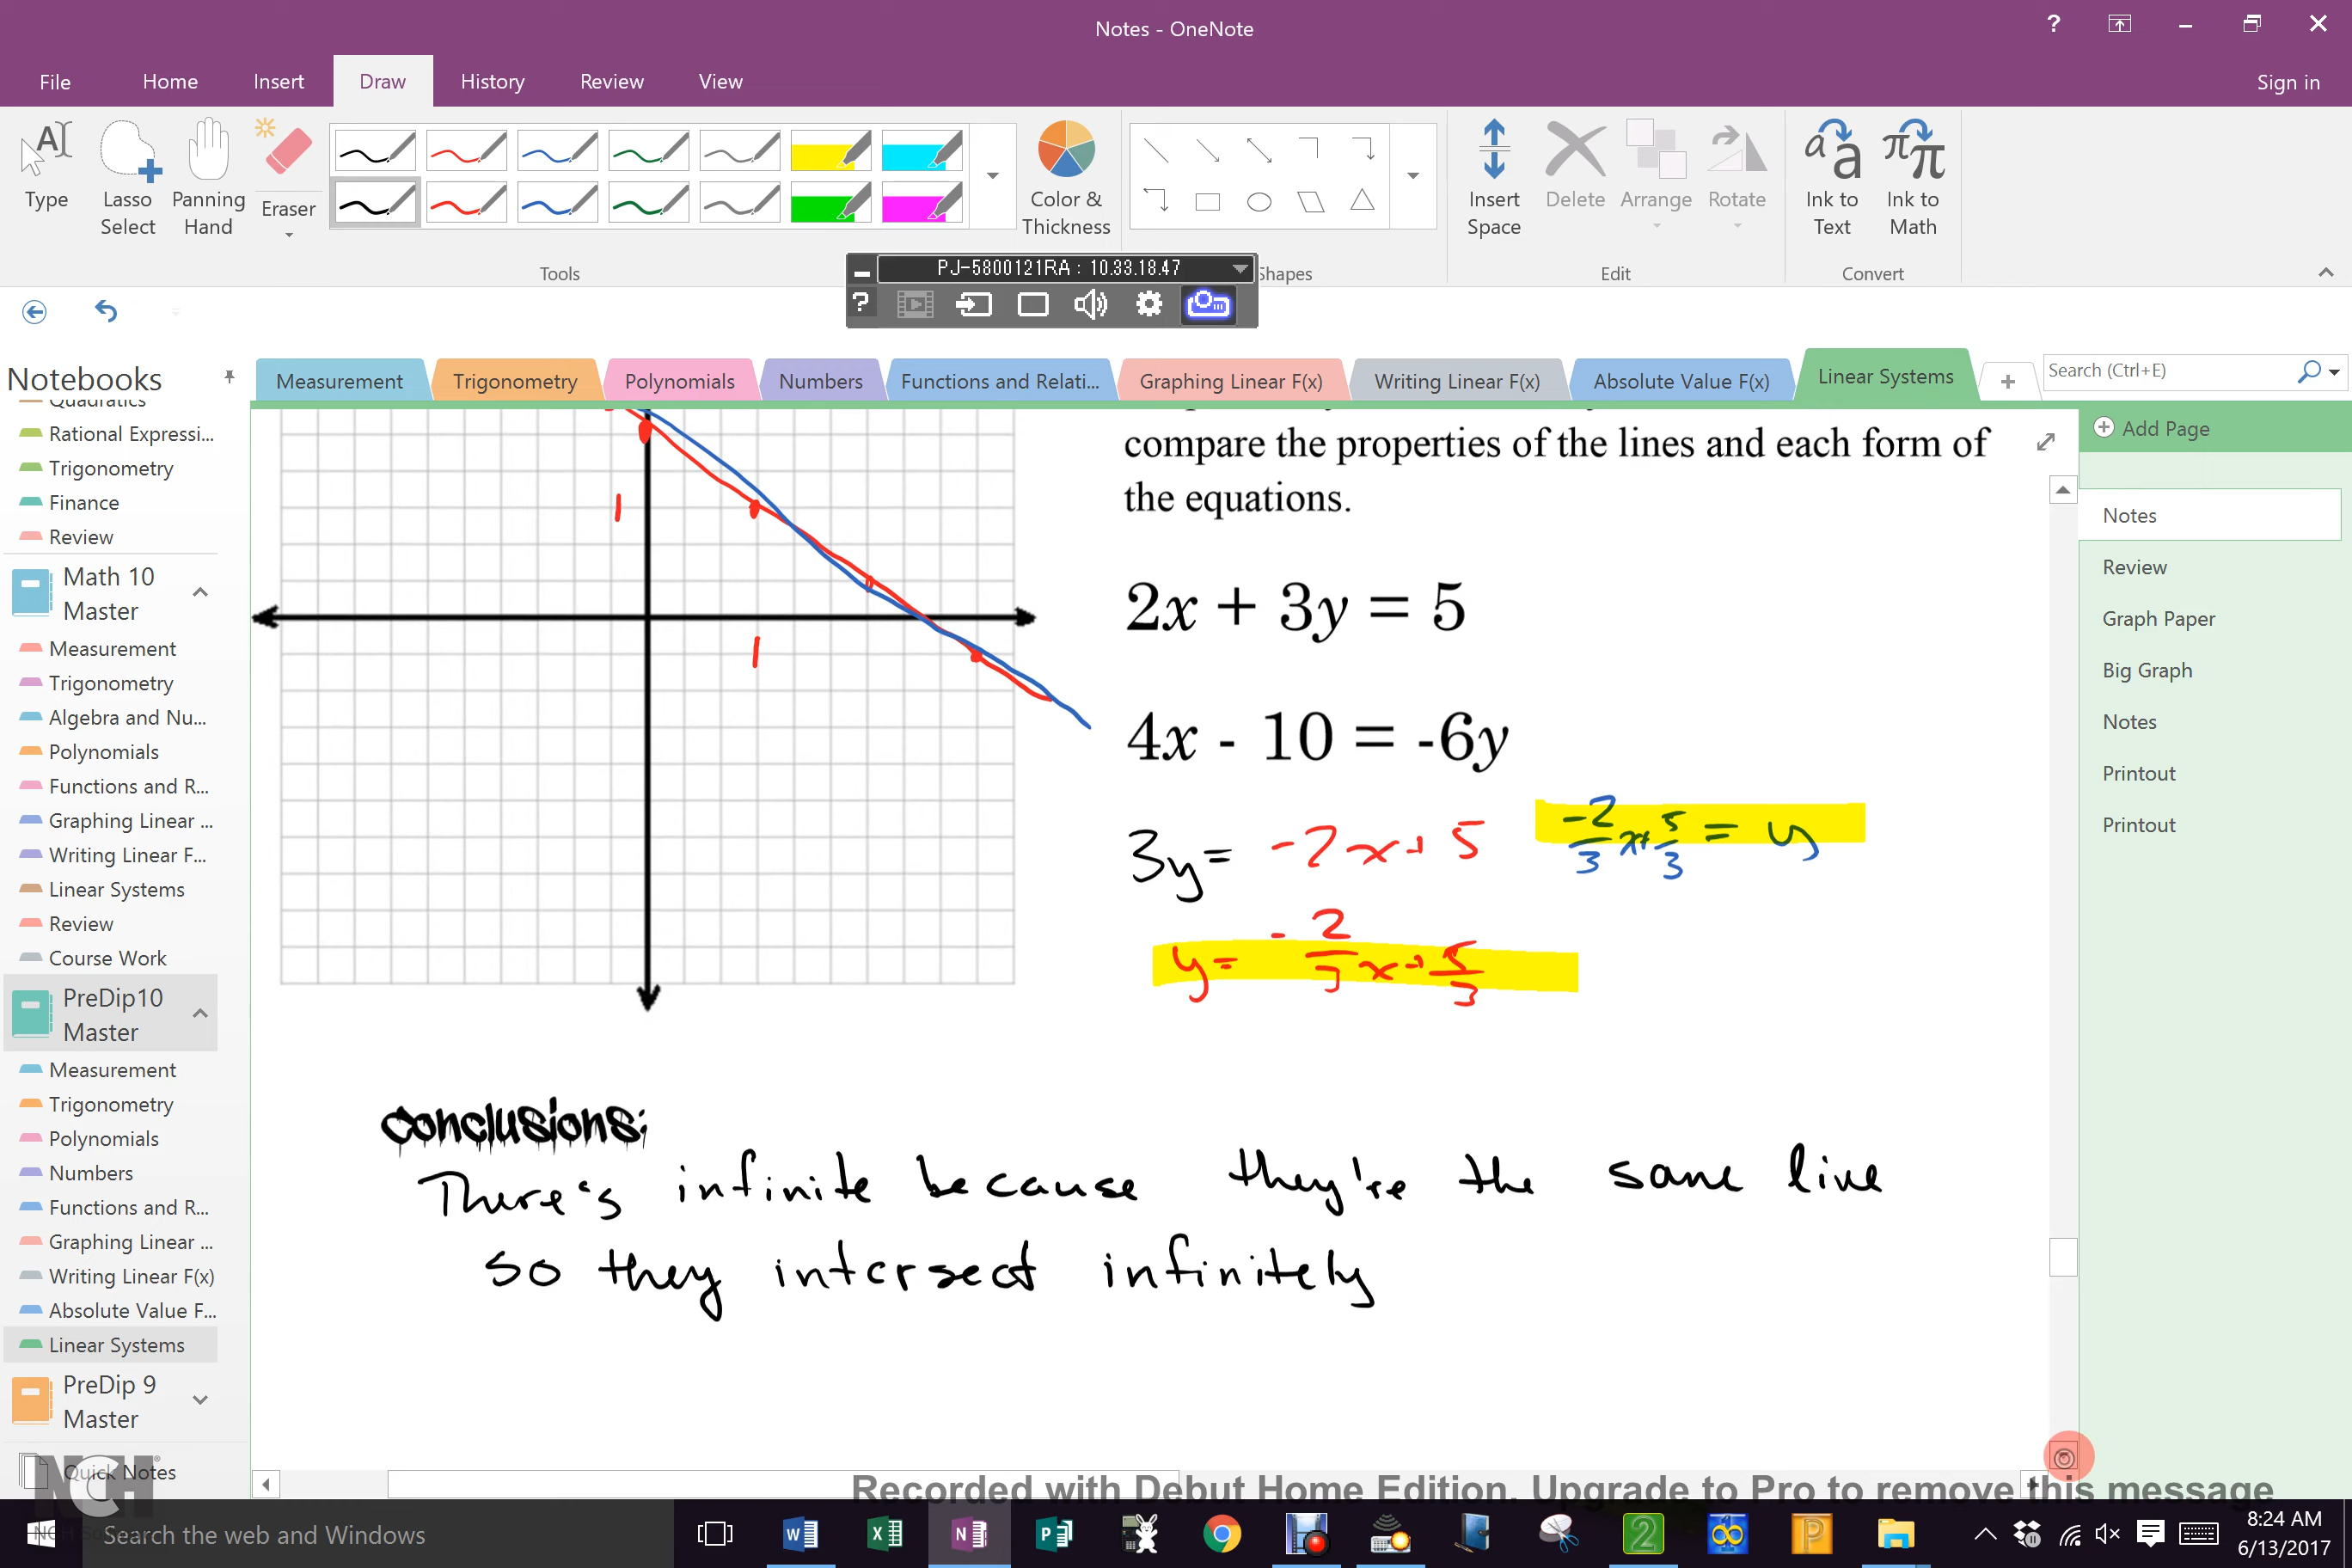 Notes - OneNote
File Home Insert Draw History Review View Sign in
Type
Lasso Select
Panning Hand
Eraser
Color & Thickness
Insert Space
Delete
Arrange
Rotate
Ink to Text
Ink to Math
Tools
Shapes
Edit
Convert
PJ-5800121RA : 10.33.18.47
Notebooks
Measurement Trigonometry Polynomials Numbers Functions and Relati... Graphing Linear F(x) Writing Linear F(x) Absolute Value F(x) Linear Systems
Search (Ctrl+E)
Quadratics
Rational Expressi...
Trigonometry
Finance
Review
Math 10 Master
Measurement
Trigonometry
Algebra and Nu...
Polynomials
Functions and R...
Graphing Linear ...
Writing Linear F...
Linear Systems
Review
Course Work
PreDip10 Master
Measurement
Trigonometry
Polynomials
Numbers
Functions and R...
Graphing Linear ...
Writing Linear F(x)
Absolute Value F...
Linear Systems
PreDip 9 Master
Quick Notes
compare the properties of the lines and each form of
the equations.
2x + 3y = 5
4x - 10 = -6y
3y = -2x + 5
-2/3 x + 5/3 = y
y = -2/3 x + 5/3
1
1
conclusions:
There's infinite because they're the same line
so they intersect infinitely
Add Page
Notes
Review
Graph Paper
Big Graph
Notes
Printout
Printout
NCH
Recorded with Debut Home Edition. Upgrade to Pro to remove this message
Search the web and Windows
8:24 AM
6/13/2017